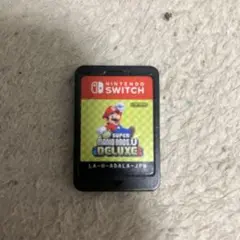 NINTENDO
SWITCH
SUPER
MARIO BROS.U
DELUXE
LA-H-ADALA-JPN